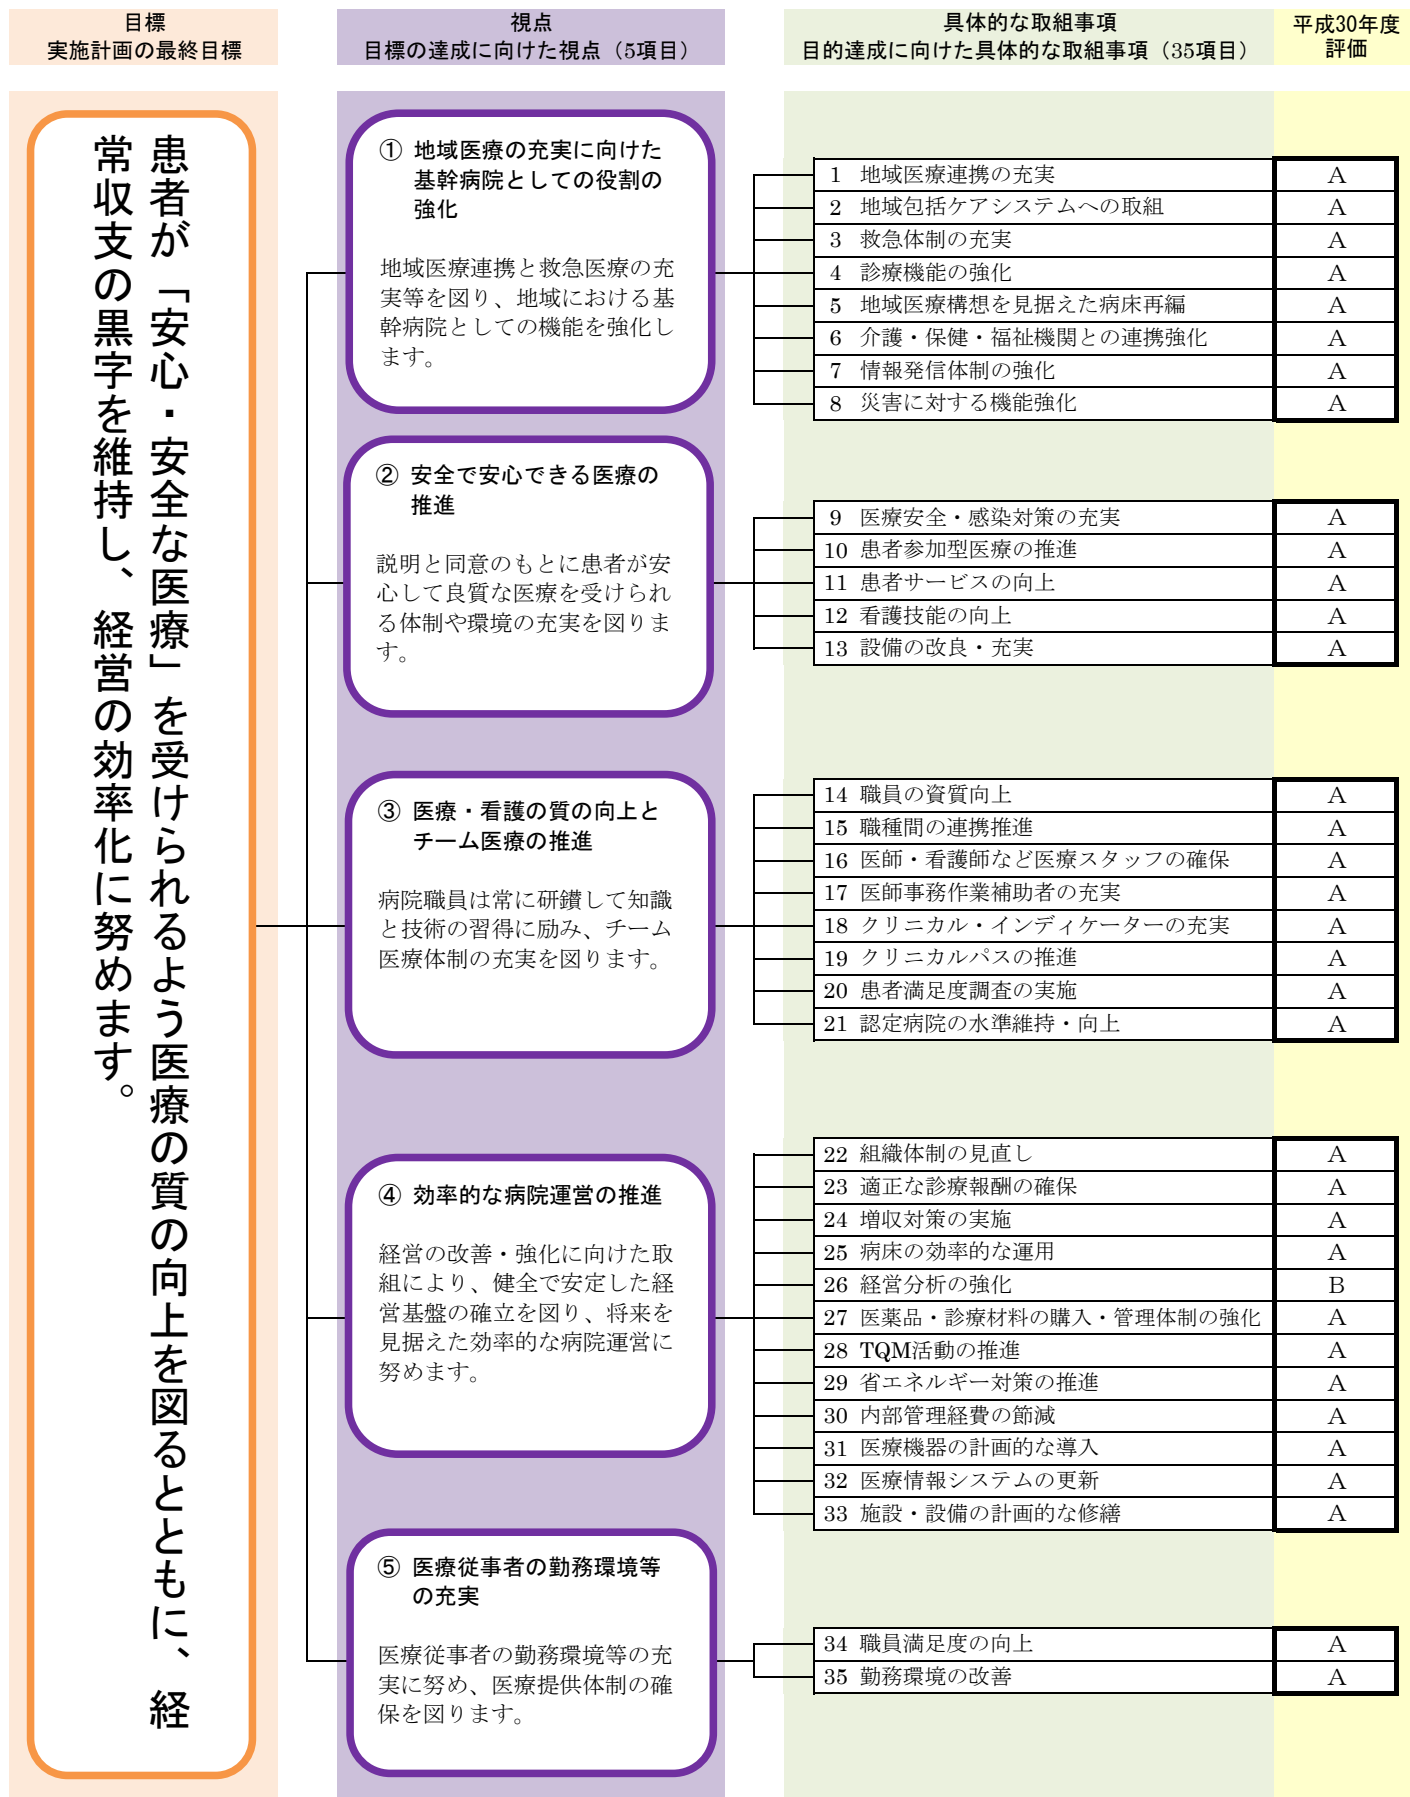 目標
実施計画の最終目標
視点
目標の達成に向けた視点（5項目）
具体的な取組事項
目的達成に向けた具体的な取組事項（35項目）
平成30年度
評価
患者が「安心・安全な医療」を受けられるよう医療の質の向上を図るとともに、経
常収支の黒字を維持し、経営の効率化に努めます。
① 地域医療の充実に向けた
基幹病院としての役割の
強化
地域医療連携と救急医療の充
実等を図り、地域における基
幹病院としての機能を強化し
ます。
1 地域医療連携の充実 A
2 地域包括ケアシステムへの取組 A
3 救急体制の充実 A
4 診療機能の強化 A
5 地域医療構想を見据えた病床再編 A
6 介護・保健・福祉機関との連携強化 A
7 情報発信体制の強化 A
8 災害に対する機能強化 A
② 安全で安心できる医療の
推進
説明と同意のもとに患者が安
心して良質な医療を受けられ
る体制や環境の充実を図りま
す。
9 医療安全・感染対策の充実 A
10 患者参加型医療の推進 A
11 患者サービスの向上 A
12 看護技能の向上 A
13 設備の改良・充実 A
③ 医療・看護の質の向上と
チーム医療の推進
病院職員は常に研鑽して知識
と技術の習得に励み、チーム
医療体制の充実を図ります。
14 職員の資質向上 A
15 職種間の連携推進 A
16 医師・看護師など医療スタッフの確保 A
17 医師事務作業補助者の充実 A
18 クリニカル・インディケーターの充実 A
19 クリニカルパスの推進 A
20 患者満足度調査の実施 A
21 認定病院の水準維持・向上 A
④ 効率的な病院運営の推進
経営の改善・強化に向けた取
組により、健全で安定した経
営基盤の確立を図り、将来を
見据えた効率的な病院運営に
努めます。
22 組織体制の見直し A
23 適正な診療報酬の確保 A
24 増収対策の実施 A
25 病床の効率的な運用 A
26 経営分析の強化 B
27 医薬品・診療材料の購入・管理体制の強化 A
28 TQM活動の推進 A
29 省エネルギー対策の推進 A
30 内部管理経費の節減 A
31 医療機器の計画的な導入 A
32 医療情報システムの更新 A
33 施設・設備の計画的な修繕 A
⑤ 医療従事者の勤務環境等
の充実
医療従事者の勤務環境等の充
実に努め、医療提供体制の確
保を図ります。
34 職員満足度の向上 A
35 勤務環境の改善 A